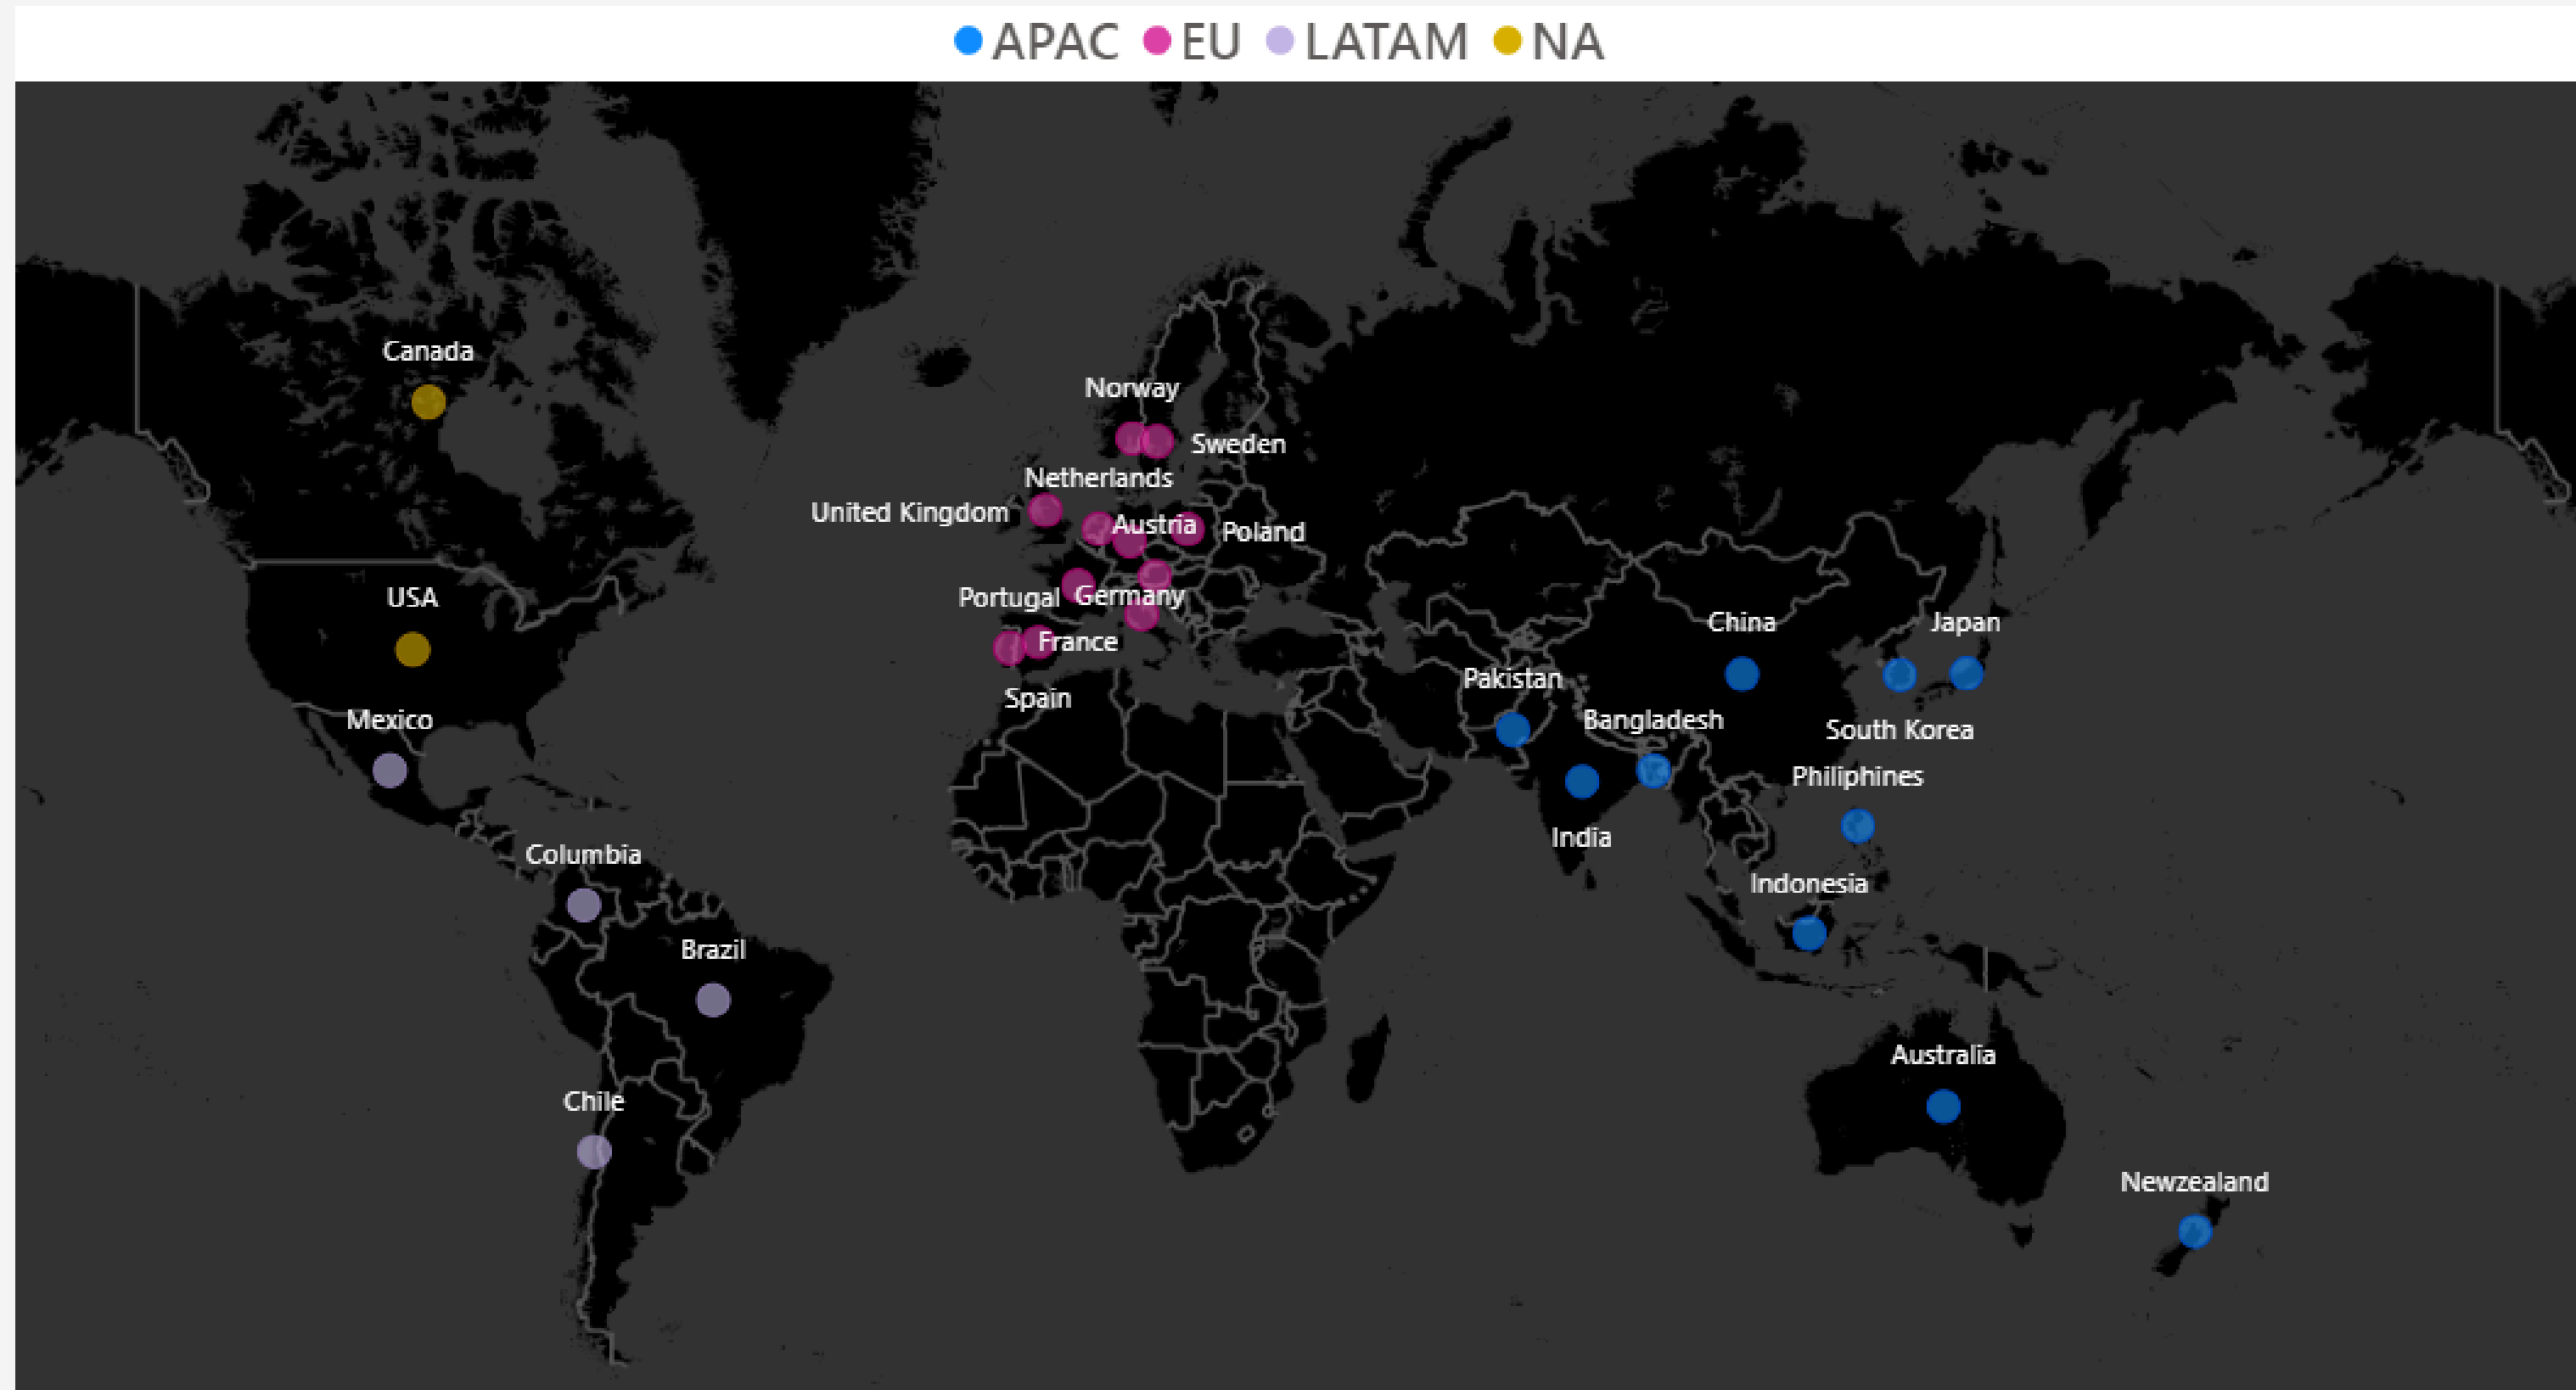 APAC EU LATAM NA
Canada
Norway
Sweden
Netherlands
United Kingdom
Austria
Poland
Portugal
Germany
USA
China
Japan
France
Pakistan
Spain
Mexico
Bangladesh
South Korea
Philiphines
India
Columbia
Indonesia
Brazil
Australia
Chile
Newzealand